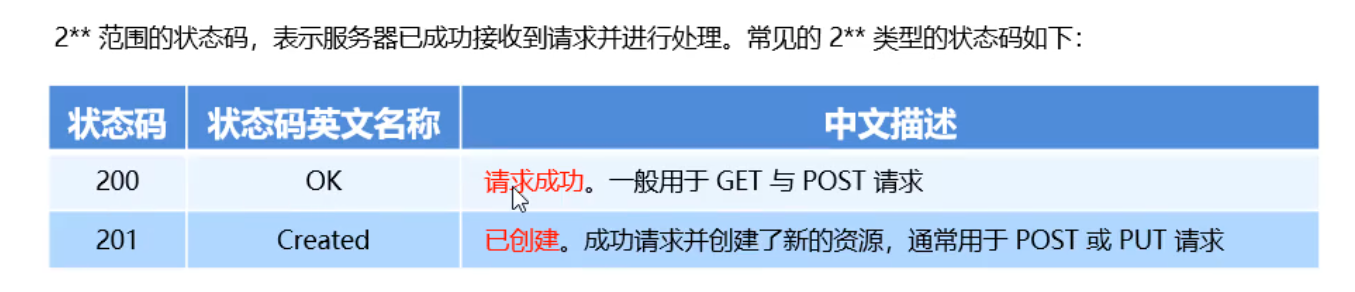 2** 范围的状态码，表示服务器已成功接收到请求并进行处理。常见的 2** 类型的状态码如下：
状态码 状态码英文名称 中文描述
200 OK 请求成功。一般用于 GET 与 POST 请求
201 Created 已创建。成功请求并创建了新的资源，通常用于 POST 或 PUT 请求